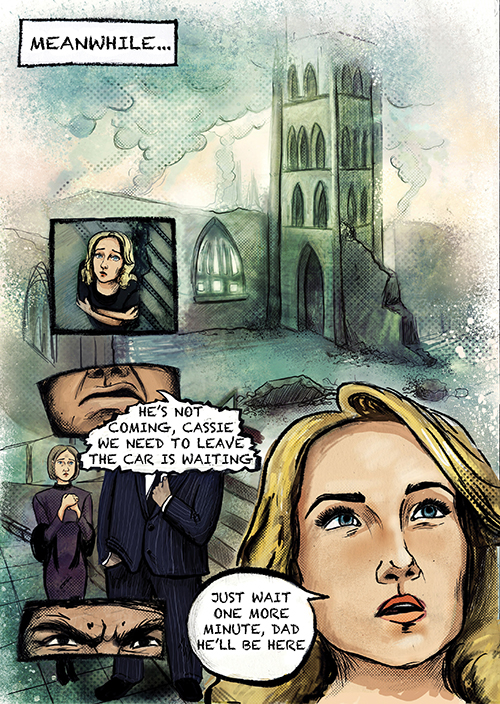 MEANWHILE...
HE'S NOT
COMING, CASSIE
WE NEED TO LEAVE
THE CAR IS WAITING
JUST WAIT
ONE MORE
MINUTE, DAD
HE'LL BE HERE